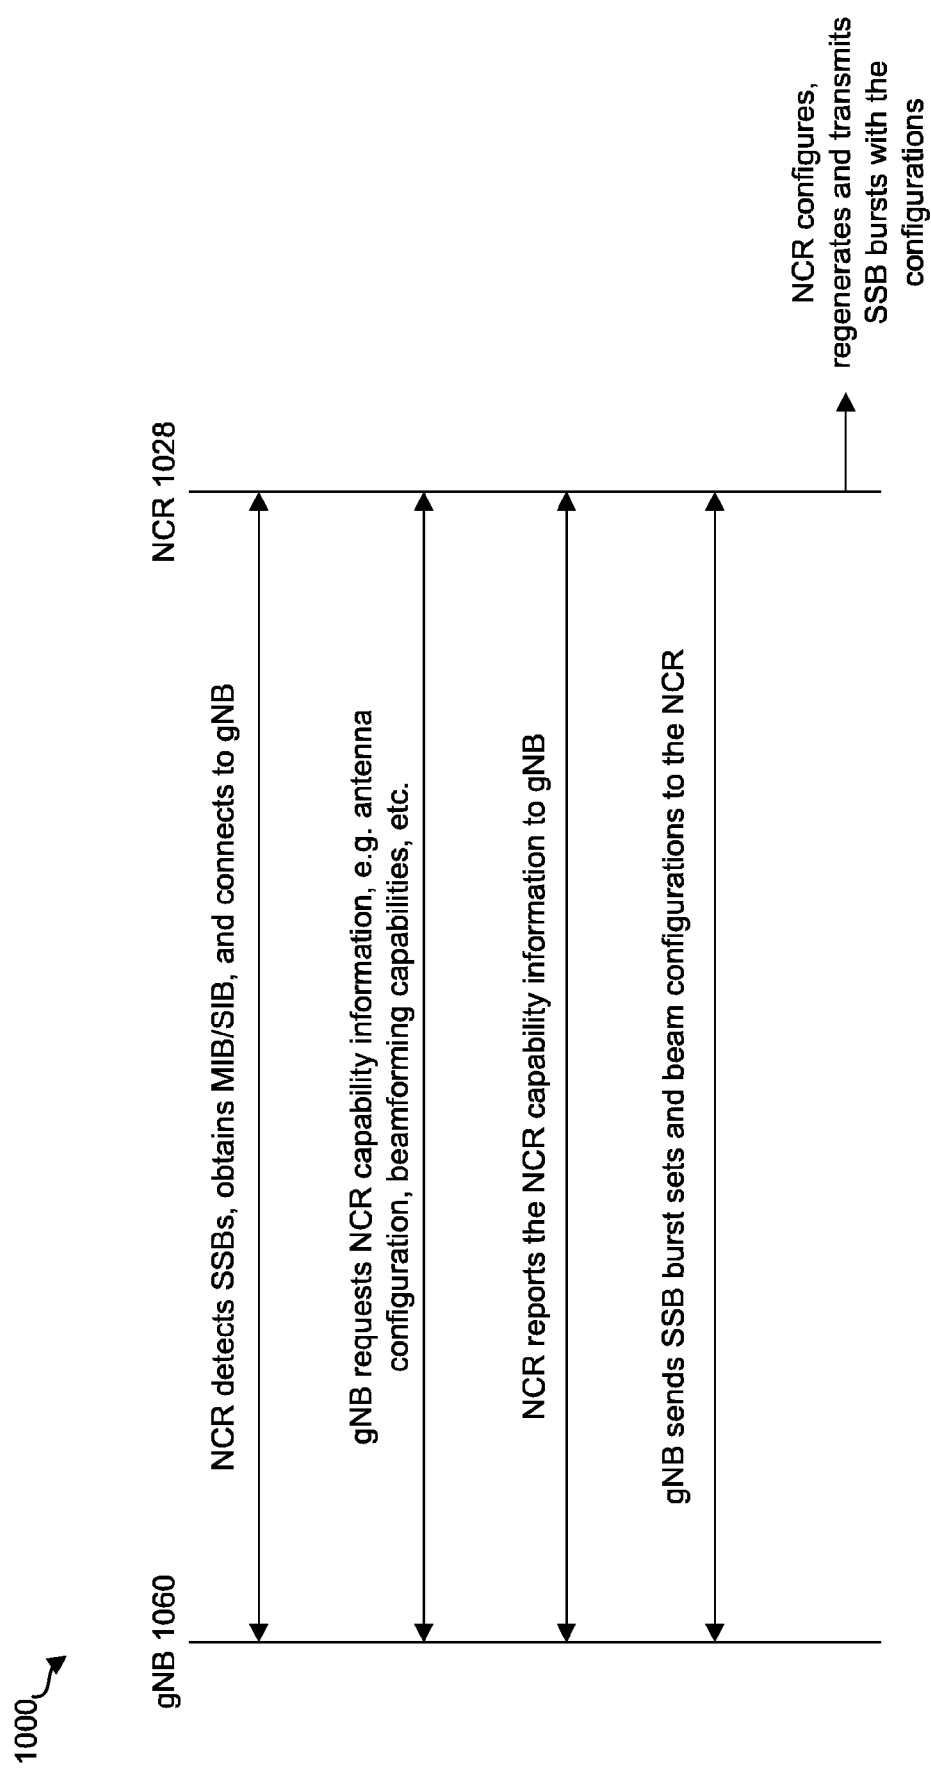 1000
gNB 1060
NCR 1028
NCR detects SSBs, obtains MIB/SIB, and connects to gNB
gNB requests NCR capability information, e.g. antenna
configuration, beamforming capabilities, etc.
NCR reports the NCR capability information to gNB
gNB sends SSB burst sets and beam configurations to the NCR
NCR configures,
regenerates and transmits
SSB bursts with the
configurations